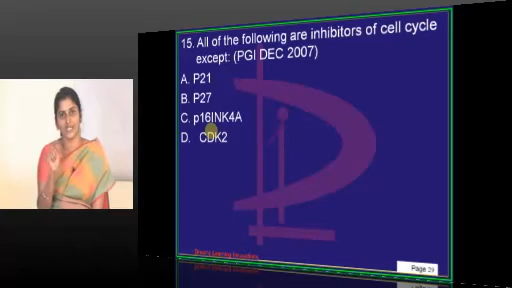 15. All of the following are inhibitors of cell cycle
except: (PGI DEC 2007)
A. P21
B. P27
C. p16INK4A
D. CDK2
Page 29